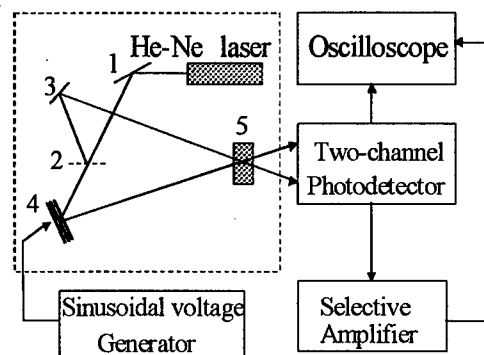 He-Ne laser
1
3
2
4
5
Oscilloscope
Two-channel
Photodetector
Sinusoidal voltage
Generator
Selective
Amplifier